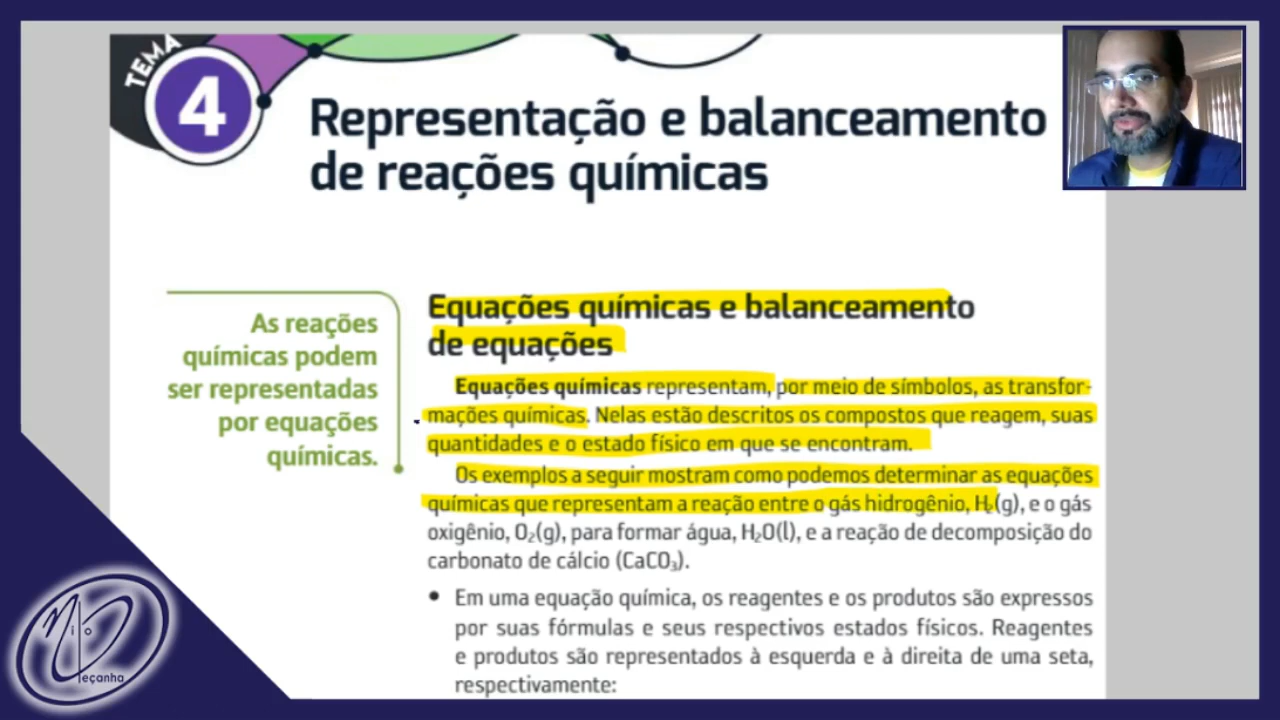 TEMA
4
Representação e balanceamento
de reações químicas
As reações
químicas podem
ser representadas
por equações
químicas.
Equações químicas e balanceamento
de equações
Equações químicas representam, por meio de símbolos, as transfor-
mações químicas. Nelas estão descritos os compostos que reagem, suas
quantidades e o estado físico em que se encontram.
Os exemplos a seguir mostram como podemos determinar as equações
químicas que representam a reação entre o gás hidrogênio, H₂(g), e o gás
oxigênio, O₂(g), para formar água, H₂O(l), e a reação de decomposição do
carbonato de cálcio (CaCO₃).
• Em uma equação química, os reagentes e os produtos são expressos
por suas fórmulas e seus respectivos estados físicos. Reagentes
e produtos são representados à esquerda e à direita de uma seta,
respectivamente:
eçanha